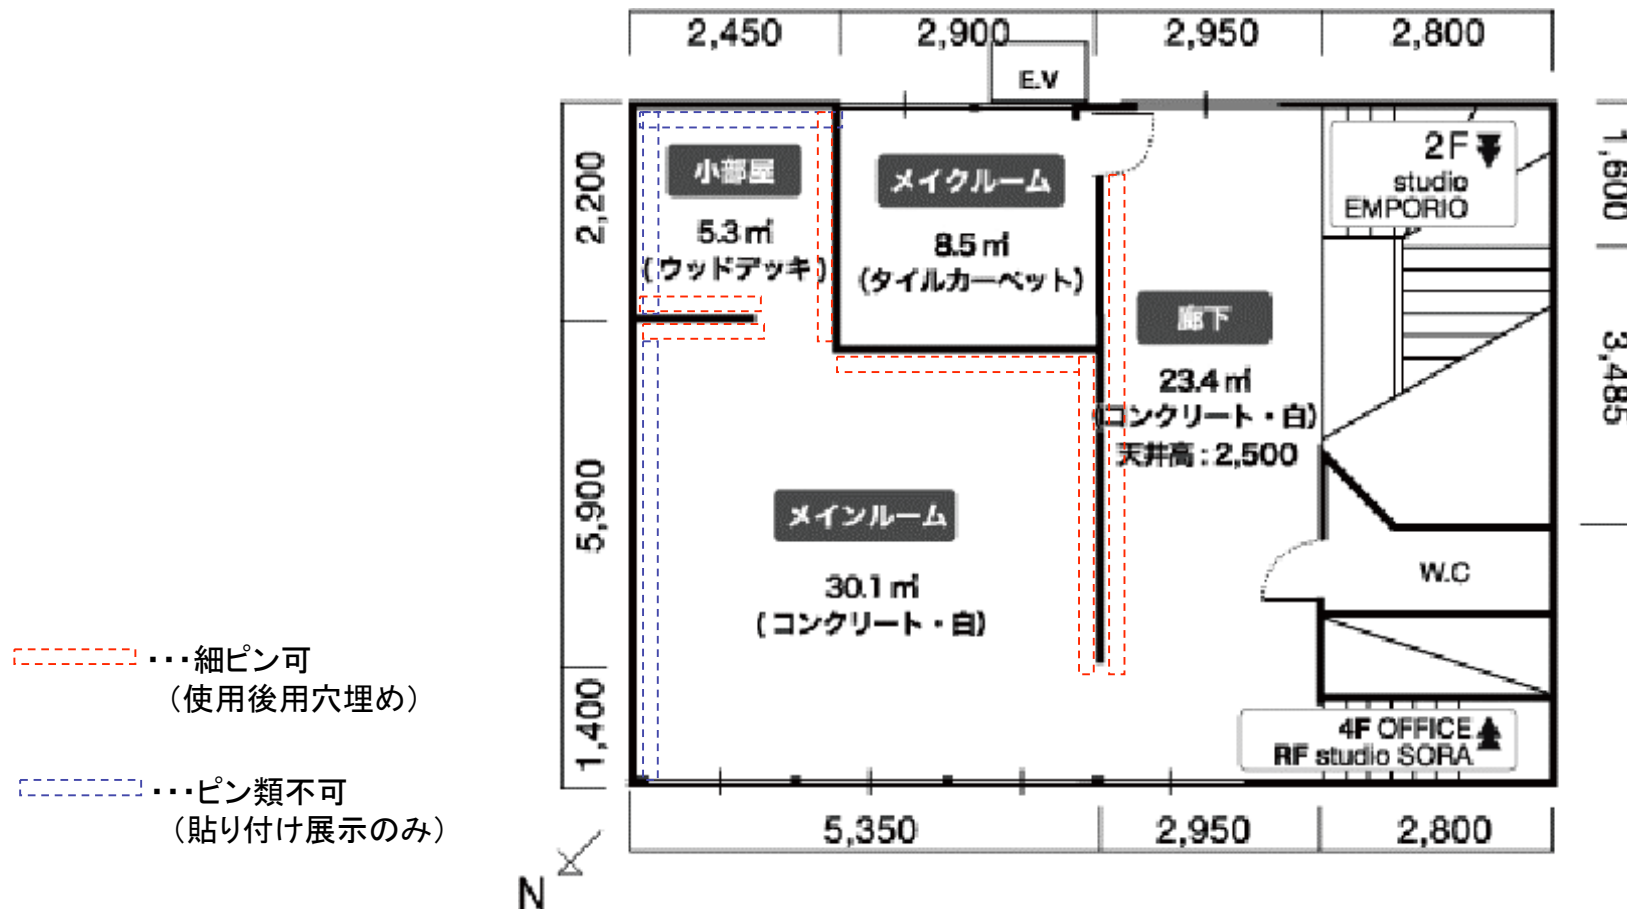 2,450
2,900
2,950
2,800
E.V
2,200
5,900
1,400
1,600
3,485
小部屋
5.3㎡
(ウッドデッキ)
メイクルーム
8.5㎡
(タイルカーペット)
廊下
23.4㎡
(コンクリート・白)
天井高:2,500
2F
studio
EMPORIO
メインルーム
30.1㎡
(コンクリート・白)
W.C
4F OFFICE
RF studio SORA
・・・細ピン可
(使用後用穴埋め)
・・・ピン類不可
(貼り付け展示のみ)
5,350
2,950
2,800
N